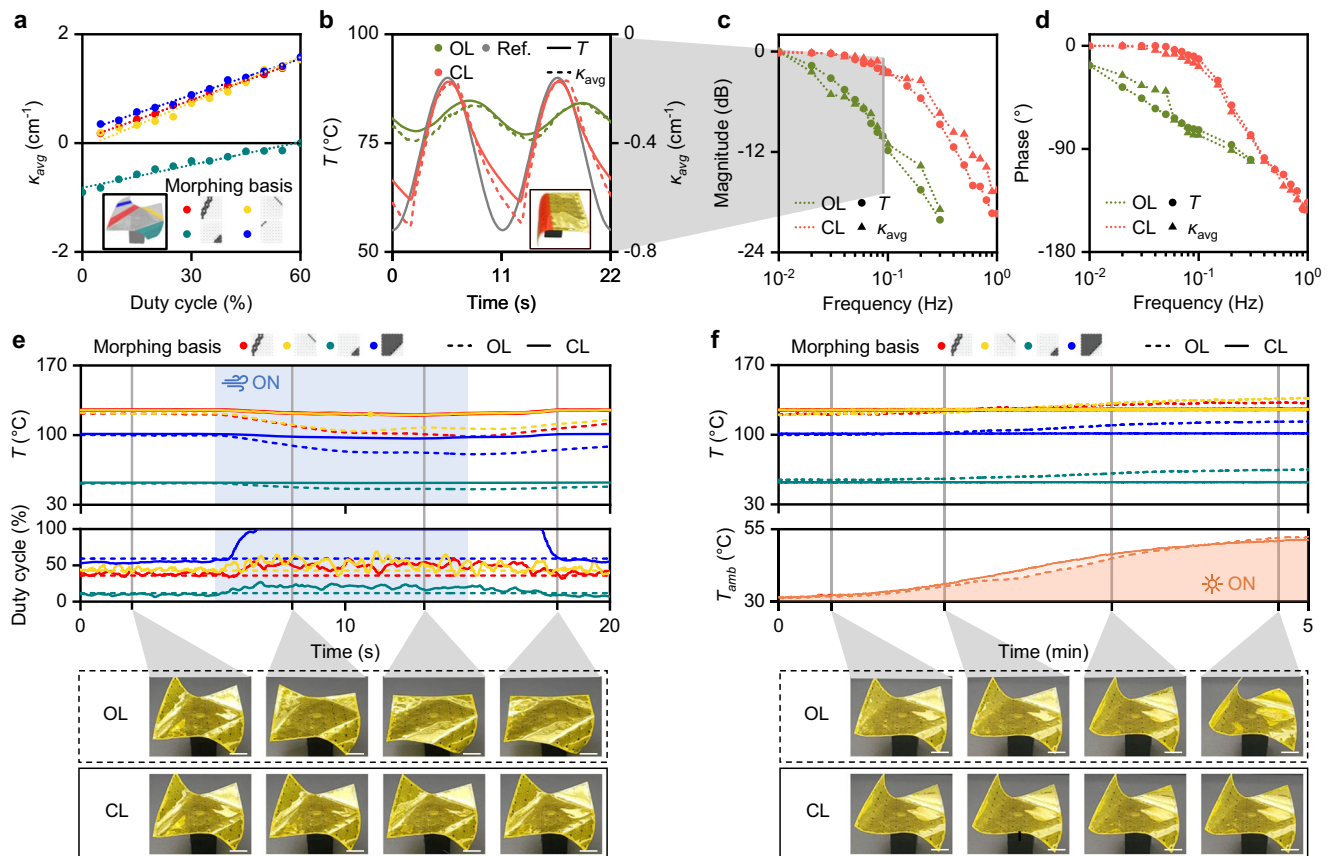 a
2
1
0
-1
-2
κavg (cm⁻¹)
Morphing basis
0
20
40
60
Duty cycle (%)
b
100
75
50
T (°C)
OL
Ref.
T
CL
κavg
0
-0.4
-0.8
κavg (cm⁻¹)
0
11
22
Time (s)
c
0
-12
-24
Magnitude (dB)
OL
T
CL
κavg
10⁻²
10⁻¹
10⁰
Frequency (Hz)
d
0
-90
-180
Phase (°)
OL
T
CL
κavg
10⁻²
10⁻¹
10⁰
Frequency (Hz)
e
Morphing basis
OL
CL
170
100
30
T (°C)
ON
100
50
0
Duty cycle (%)
0
10
20
Time (s)
OL
CL
f
Morphing basis
OL
CL
170
100
30
T (°C)
55
30
Tamb (°C)
ON
0
5
Time (min)
OL
CL